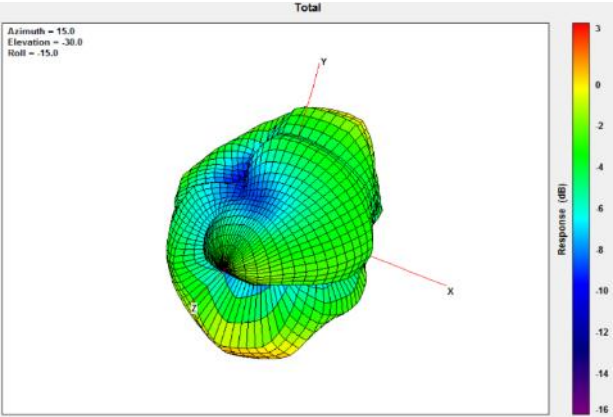 Total
Azimuth = 15.0
Elevation = -30.0
Roll = -15.0
Y
X
Z
3
0
-2
-4
-6
-8
-10
-12
-14
-16
Response (dB)